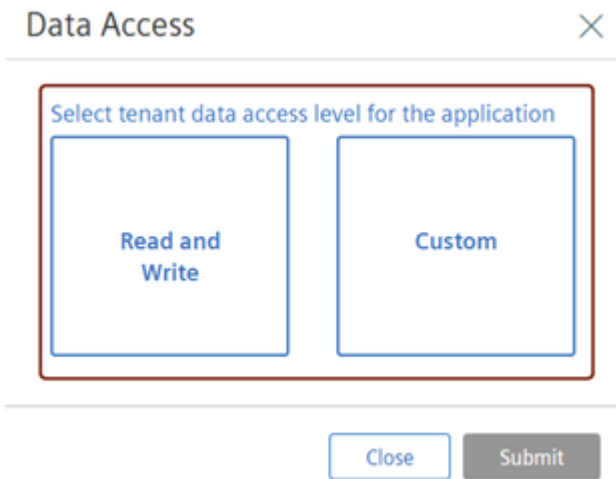 Data Access
Select tenant data access level for the application
Read and
Write
Custom
Close
Submit